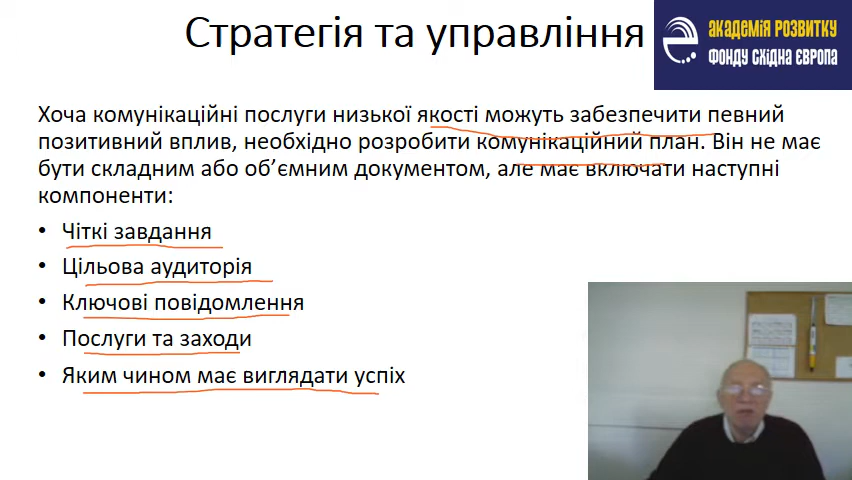 Стратегія та управління
АКАДЕМІЯ РОЗВИТКУ
ФОНДУ СХІДНА ЄВРОПА
Хоча комунікаційні послуги низької якості можуть забезпечити певний
позитивний вплив, необхідно розробити комунікаційний план. Він не має
бути складним або об’ємним документом, але має включати наступні
компоненти:
• Чіткі завдання
• Цільова аудиторія
• Ключові повідомлення
• Послуги та заходи
• Яким чином має виглядати успіх